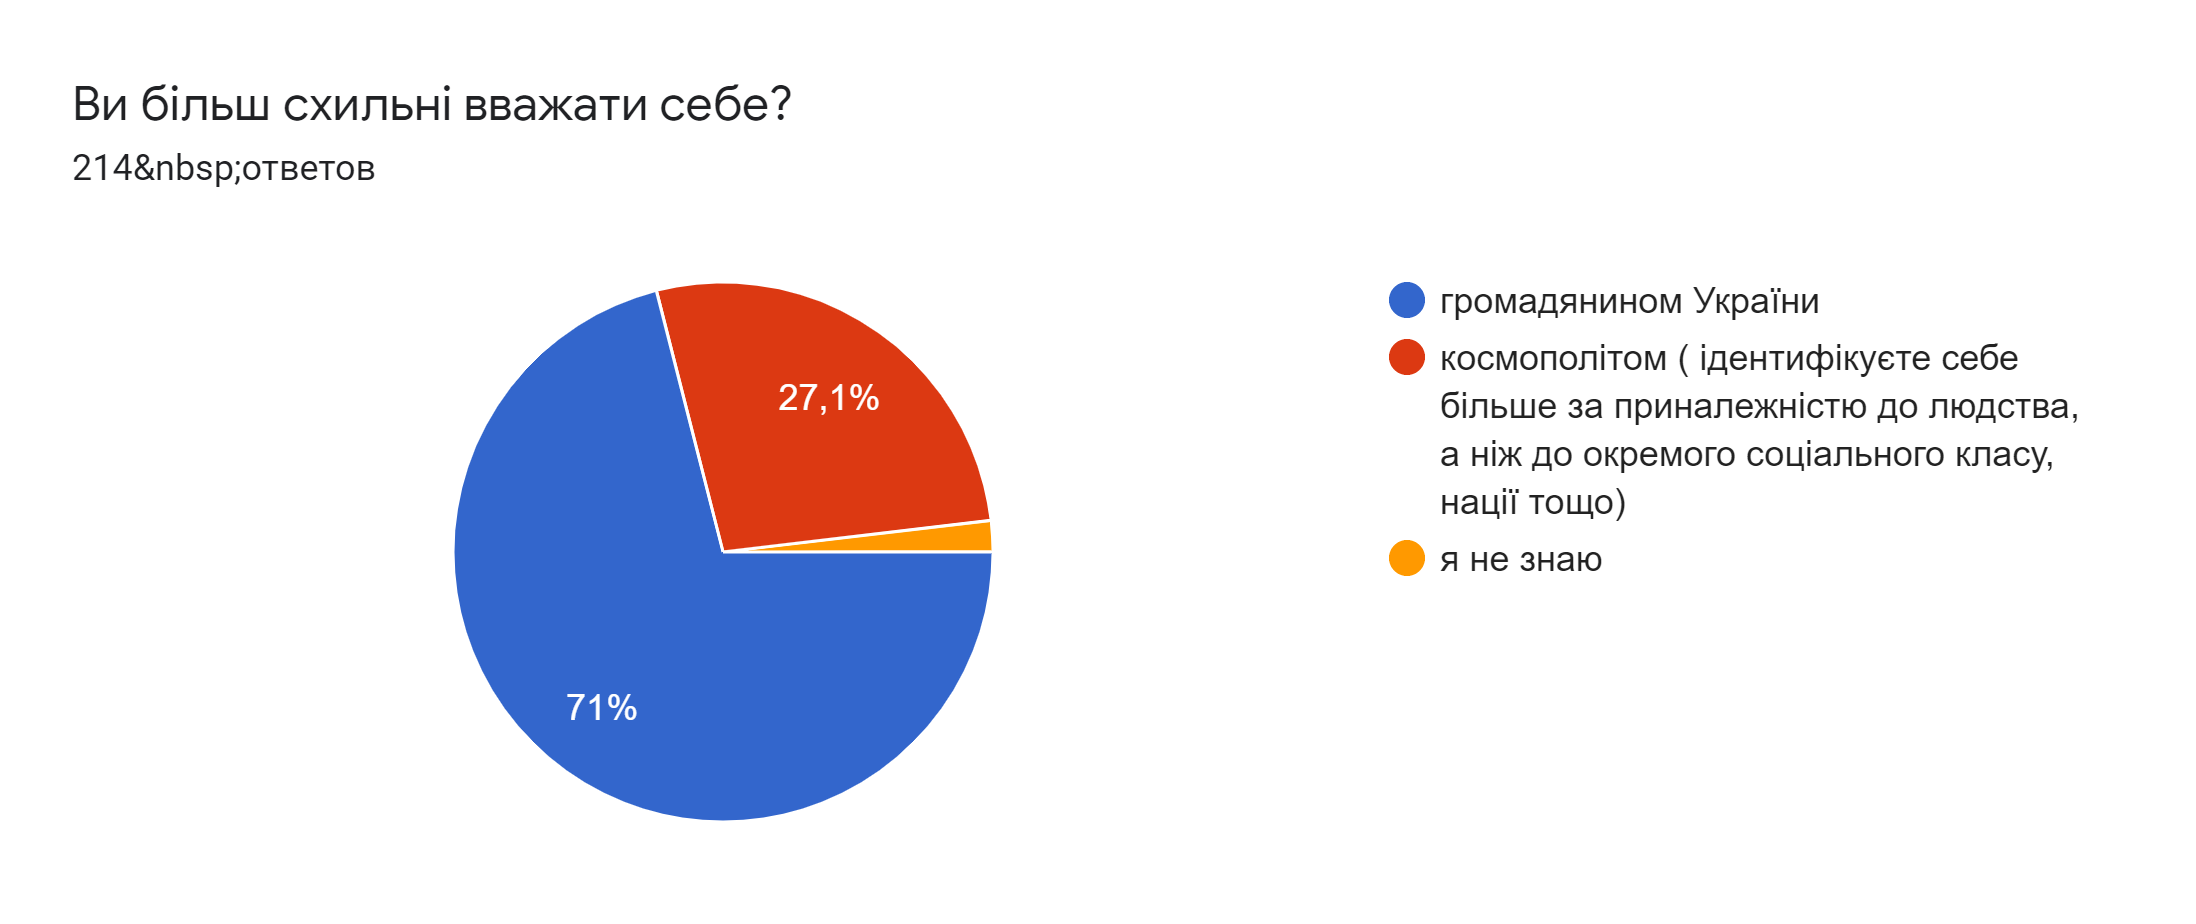 Ви більш схильні вважати себе?
214&nbsp;ответов
27,1%
71%
громадянином України
космополітом ( ідентифікуєте себе
більше за приналежністю до людства,
а ніж до окремого соціального класу,
нації тощо)
я не знаю